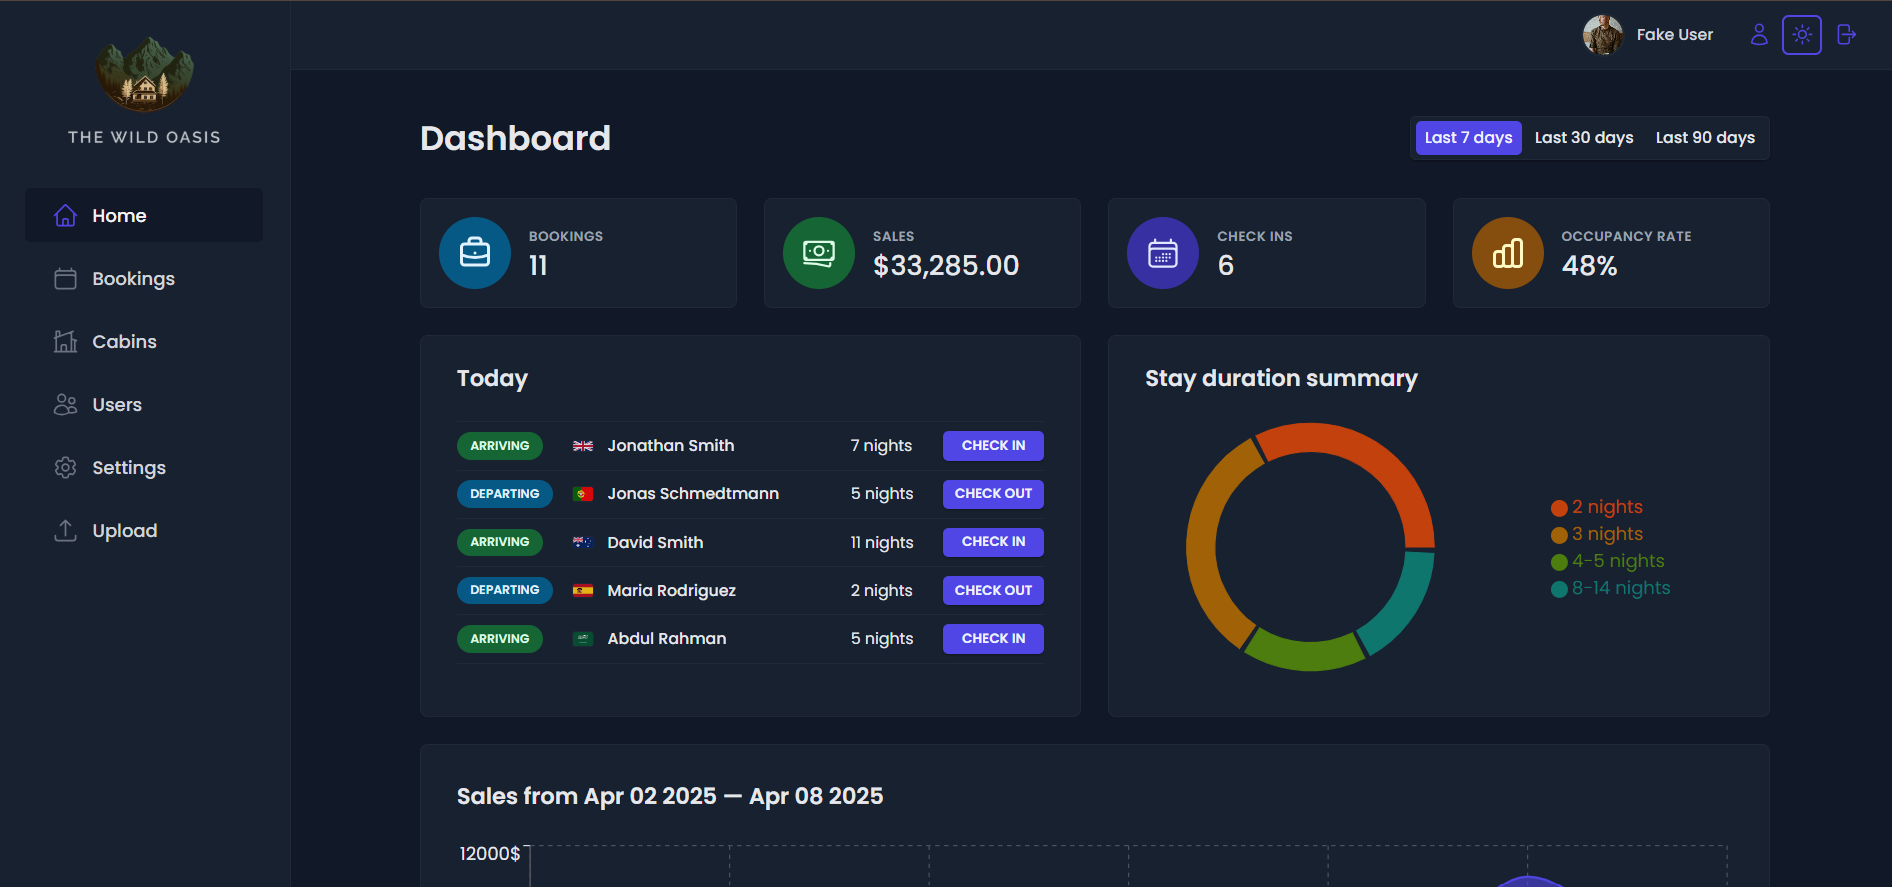 THE WILD OASIS
Home
Bookings
Cabins
Users
Settings
Upload
Fake User
Dashboard
Last 7 days Last 30 days Last 90 days
BOOKINGS
11
SALES
$33,285.00
CHECK INS
6
OCCUPANCY RATE
48%
Today
ARRIVING Jonathan Smith 7 nights CHECK IN
DEPARTING Jonas Schmedtmann 5 nights CHECK OUT
ARRIVING David Smith 11 nights CHECK IN
DEPARTING Maria Rodriguez 2 nights CHECK OUT
ARRIVING Abdul Rahman 5 nights CHECK IN
Stay duration summary
2 nights
3 nights
4-5 nights
8-14 nights
Sales from Apr 02 2025 — Apr 08 2025
12000$